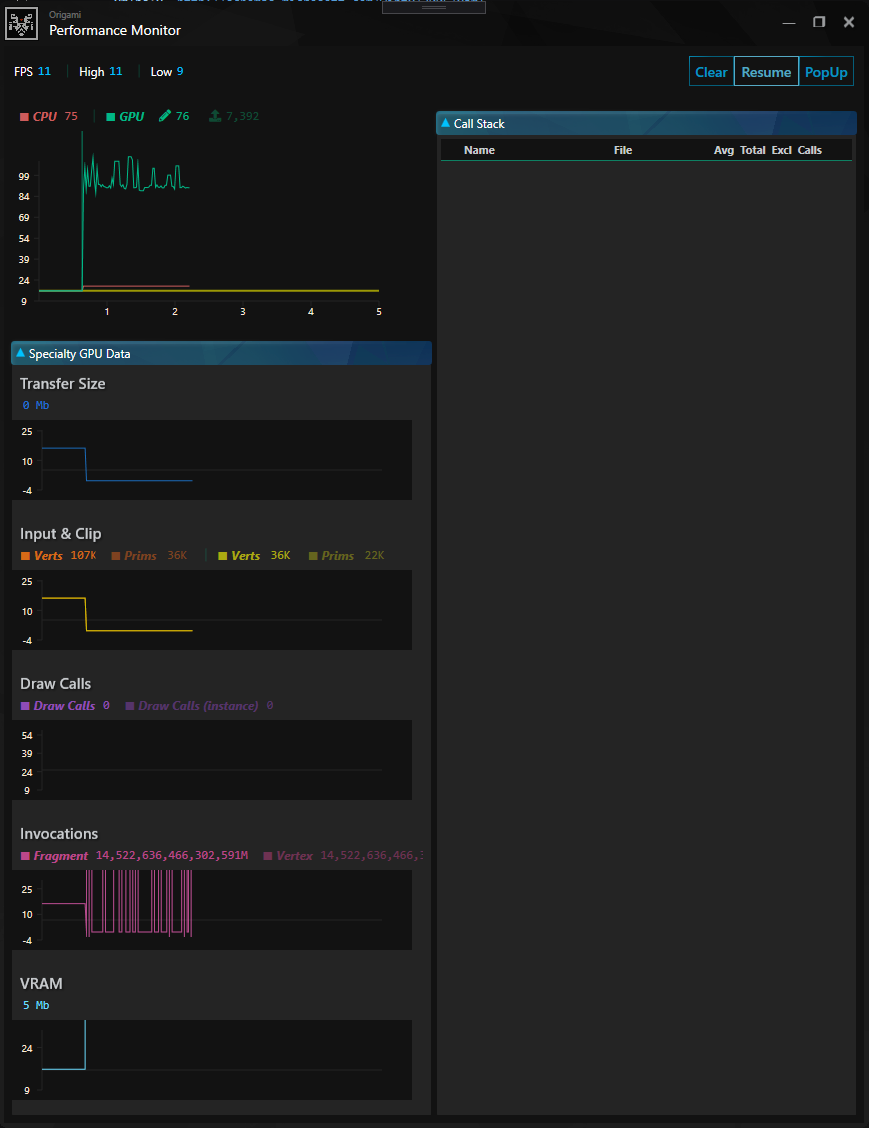 Origami
Performance Monitor
FPS 11 High 11 Low 9
Clear Resume PopUp
CPU 75 GPU 76 7,392
99
84
69
54
39
24
9
1 2 3 4 5
Call Stack
Name File Avg Total Excl Calls
Specialty GPU Data
Transfer Size
0 Mb
25
10
-4
Input & Clip
Verts 107K Prims 36K Verts 36K Prims 22K
25
10
-4
Draw Calls
Draw Calls 0 Draw Calls (instance) 0
54
39
24
9
Invocations
Fragment 14,522,636,466,302,591M Vertex 14,522,636,466,
25
10
-4
VRAM
5 Mb
24
9